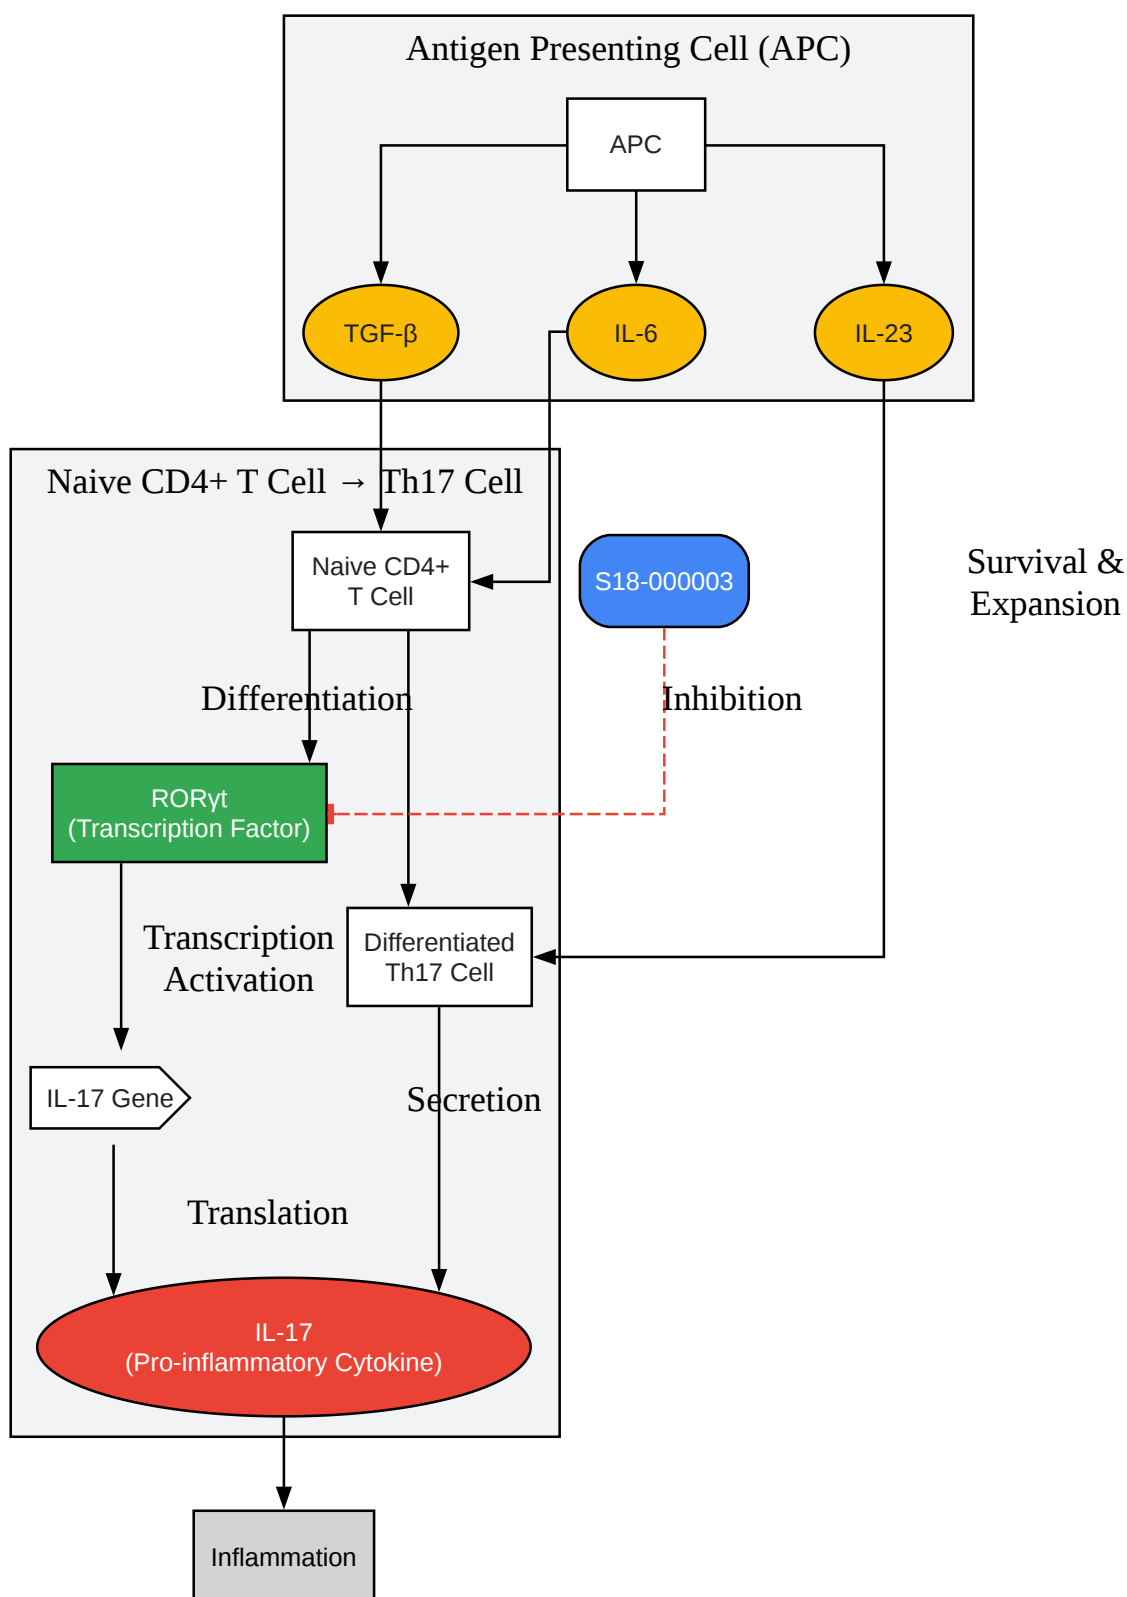 Antigen Presenting Cell (APC)
APC
TGF-β
IL-6
IL-23
Naive CD4+ T Cell → Th17 Cell
Naive CD4+
T Cell
S18-000003
Survival &
Expansion
Differentiation
Inhibition
RORγt
(Transcription Factor)
Transcription
Activation
Differentiated
Th17 Cell
IL-17 Gene
Secretion
Translation
IL-17
(Pro-inflammatory Cytokine)
Inflammation